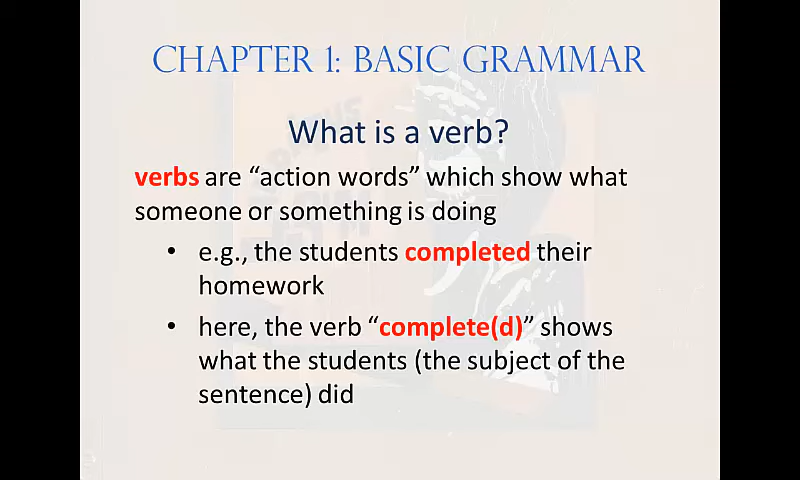 CHAPTER 1: BASIC GRAMMAR
What is a verb?
verbs are “action words” which show what
someone or something is doing
• e.g., the students completed their
homework
• here, the verb “complete(d)” shows
what the students (the subject of the
sentence) did